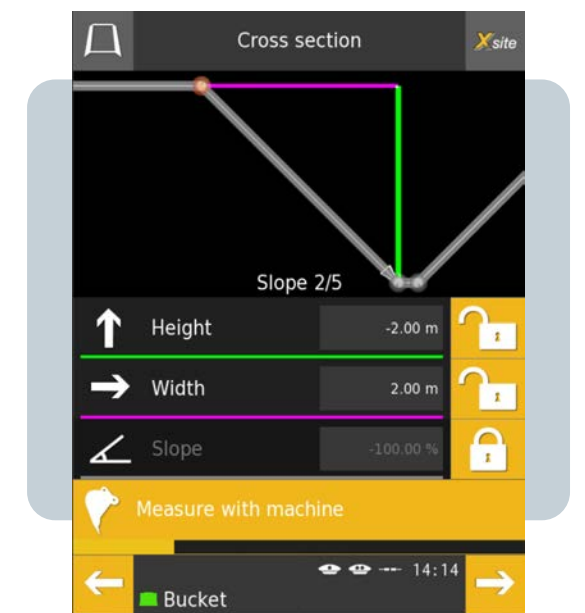 Cross section
Xsite
Slope 2/5
Height -2.00 m
Width 2.00 m
Slope -100.00 %
Measure with machine
14:14
Bucket